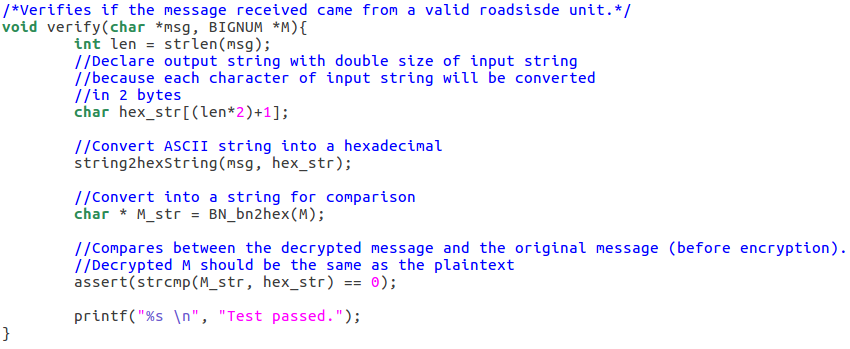 /*Verifies if the message received came from a valid roadsisde unit.*/
void verify(char *msg, BIGNUM *M){
        int len = strlen(msg);
        //Declare output string with double size of input string
        //because each character of input string will be converted
        //in 2 bytes
        char hex_str[(len*2)+1];

        //Convert ASCII string into a hexadecimal
        string2hexString(msg, hex_str);

        //Convert into a string for comparison
        char * M_str = BN_bn2hex(M);

        //Compares between the decrypted message and the original message (before encryption).
        //Decrypted M should be the same as the plaintext
        assert(strcmp(M_str, hex_str) == 0);

        printf("%s \n", "Test passed.");
}